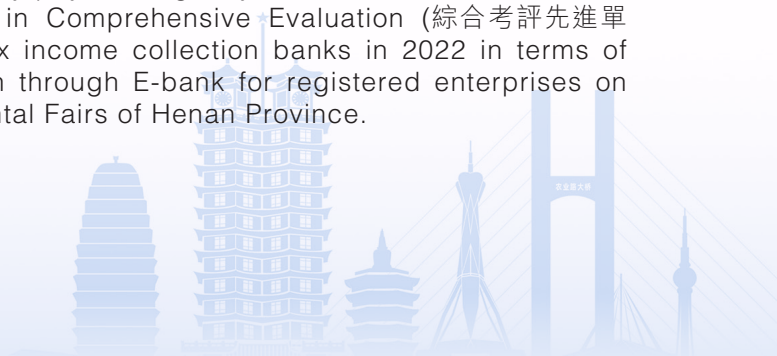 in Comprehensive Evaluation (綜合考評先進單
x income collection banks in 2022 in terms of
through E-bank for registered enterprises on
ntal Fairs of Henan Province.